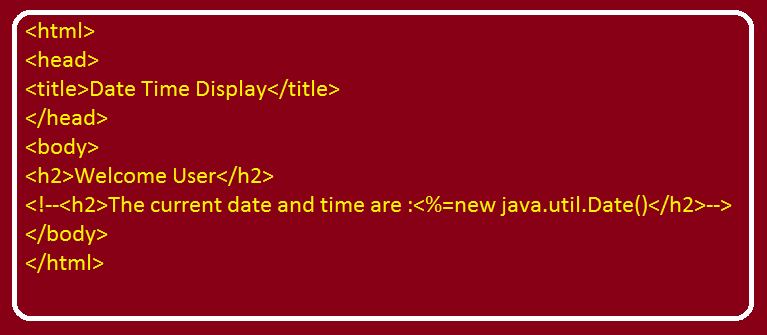 <html>
<head>
<title>Date Time Display</title>
</head>
<body>
<h2>Welcome User</h2>
<!--<h2>The current date and time are :<%=new java.util.Date()</h2>-->
</body>
</html>